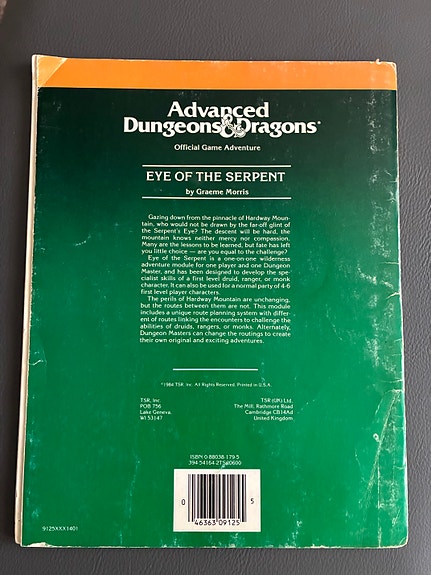 Advanced
Dungeons & Dragons®
Official Game Adventure
EYE OF THE SERPENT
by Graeme Morris
Gazing down from the pinnacle of Hardway Moun-
tain, who would not be drawn by the far-off glint of
the Serpent's Eye? The descent will be hard, the
mountain knows neither mercy nor compassion.
Many are the lessons to be learned, but fate has left
you little choice — are you equal to the challenge?
Eye of the Serpent is a one-on-one wilderness
adventure module for one player and one Dungeon
Master, and has been designed to develop the spe-
cialist skills of a first level druid, ranger, or monk
character. It can also be used for a normal party of 4-6
first level player characters.
The perils of Hardway Mountain are unchanging,
but the routes between them are not. This module
includes a unique route planning system with differ-
ent of routes linking the encounters to challenge the
abilities of druids, rangers, or monks. Alternately,
Dungeon Masters can change the routings to create
their own original and exciting adventures.
©1984 TSR, Inc. All Rights Reserved. Printed in U.S.A.
TSR, Inc.
POB 756
Lake Geneva,
WI 53147
TSR (UK) Ltd.
The Mill, Rathmore Road
Cambridge CB14Ad
United Kingdom
ISBN 0-88038-179-5
394-54164-2TSR0600
0 46363 09125 5
9125XXX1401